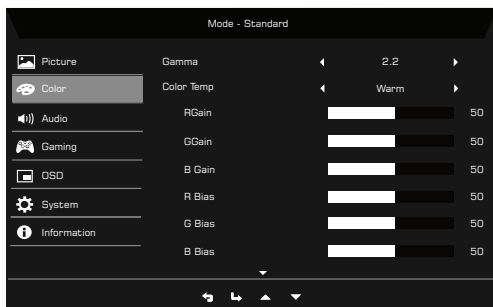 Mode - Standard
Picture
Color
Audio
Gaming
OSD
System
Information
Gamma 2.2
Color Temp Warm
RGain 50
GGain 50
B Gain 50
R Bias 50
G Bias 50
B Bias 50